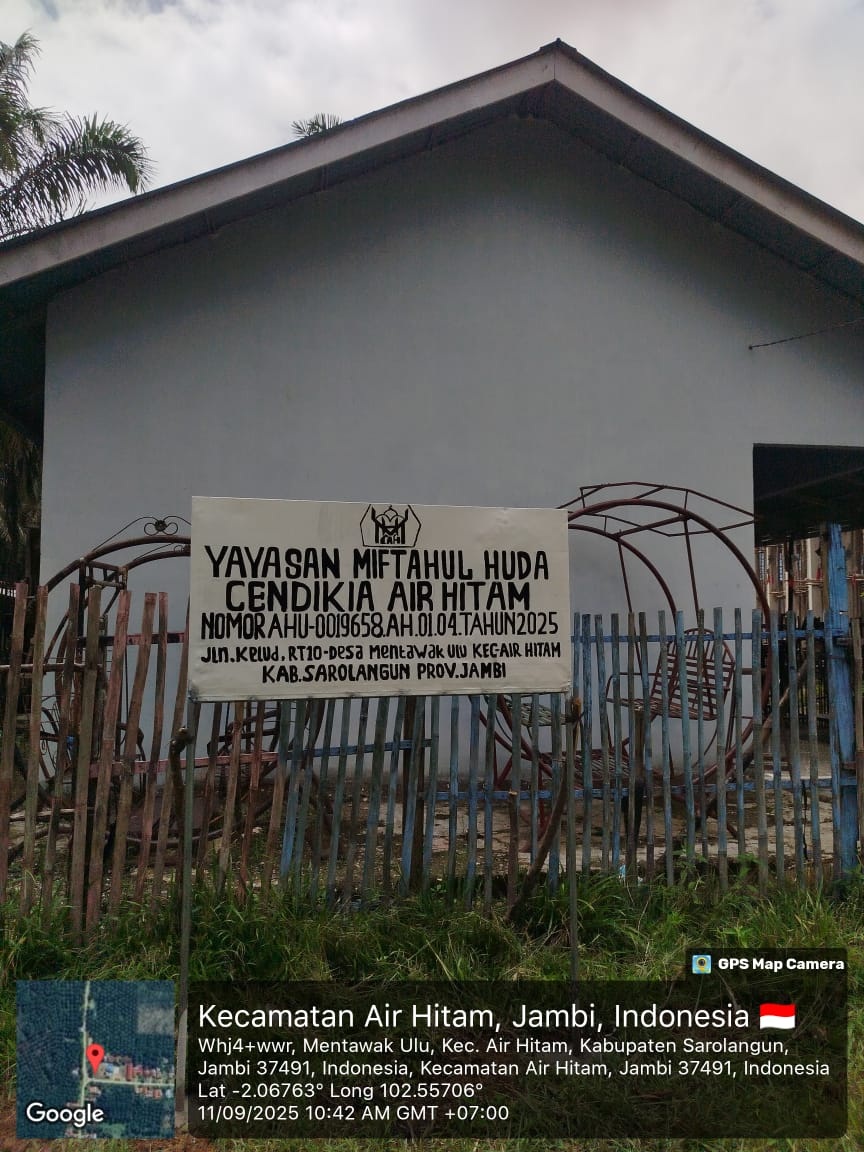 YAYASAN MIFTAHUL HUDA
CENDIKIA AIR HITAM
NOMOR AHU-0019658.AH.01.04.TAHUN 2025
Jln. Kelud, RT10-Desa Mentawak ulu KEC-AIR HITAM
KAB.SAROLANGUN PROV.JAMBI
GPS Map Camera
Kecamatan Air Hitam, Jambi, Indonesia 🇮🇩
Whj4+wwr, Mentawak Ulu, Kec. Air Hitam, Kabupaten Sarolangun,
Jambi 37491, Indonesia, Kecamatan Air Hitam, Jambi 37491, Indonesia
Lat -2.06763° Long 102.55706°
11/09/2025 10:42 AM GMT +07:00
Google